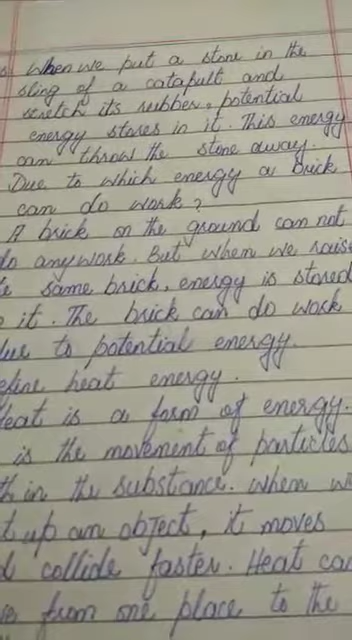 When we put a stone in the
sling of a catapult and
stretch its rubber, potential
energy stores in it. This energy
can throw the stone away.
Due to which energy a brick
can do work?
A brick on the ground can not
do any work. But when we raise
same brick, energy is stored
it. The brick can do work
due to potential energy.
efine heat energy.
Heat is a form of energy.
is the movement of particles
in the substance. When w
up an object, it moves
collide faster. Heat ca
from one place to the